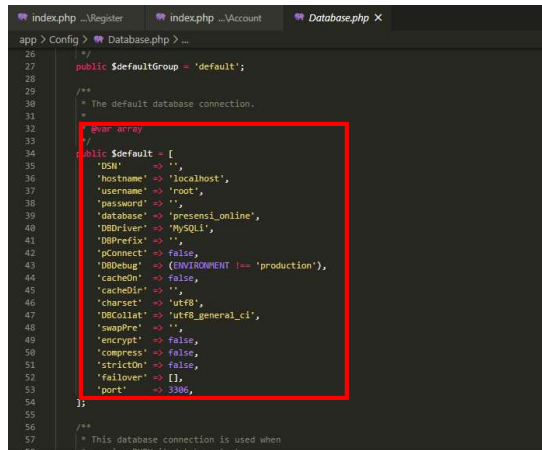 index.php ...\Register index.php ...\Account Database.php ×
app > Config > Database.php > ...
26 */
27 public $defaultGroup = 'default';
28
29 /**
30 * The default database connection.
31 *
32 * @var array
33 */
34 public $default = [
35 'DSN' => '',
36 'hostname' => 'localhost',
37 'username' => 'root',
38 'password' => '',
39 'database' => 'presensi_online',
40 'DBDriver' => 'MySQLi',
41 'DBPrefix' => '',
42 'pConnect' => false,
43 'DBDebug' => (ENVIRONMENT !== 'production'),
44 'cacheOn' => false,
45 'cacheDir' => '',
46 'charset' => 'utf8',
47 'DBCollat' => 'utf8_general_ci',
48 'swapPre' => '',
49 'encrypt' => false,
50 'compress' => false,
51 'strictOn' => false,
52 'failover' => [],
53 'port' => 3306,
54 ];
55
56 /**
57 * This database connection is used when